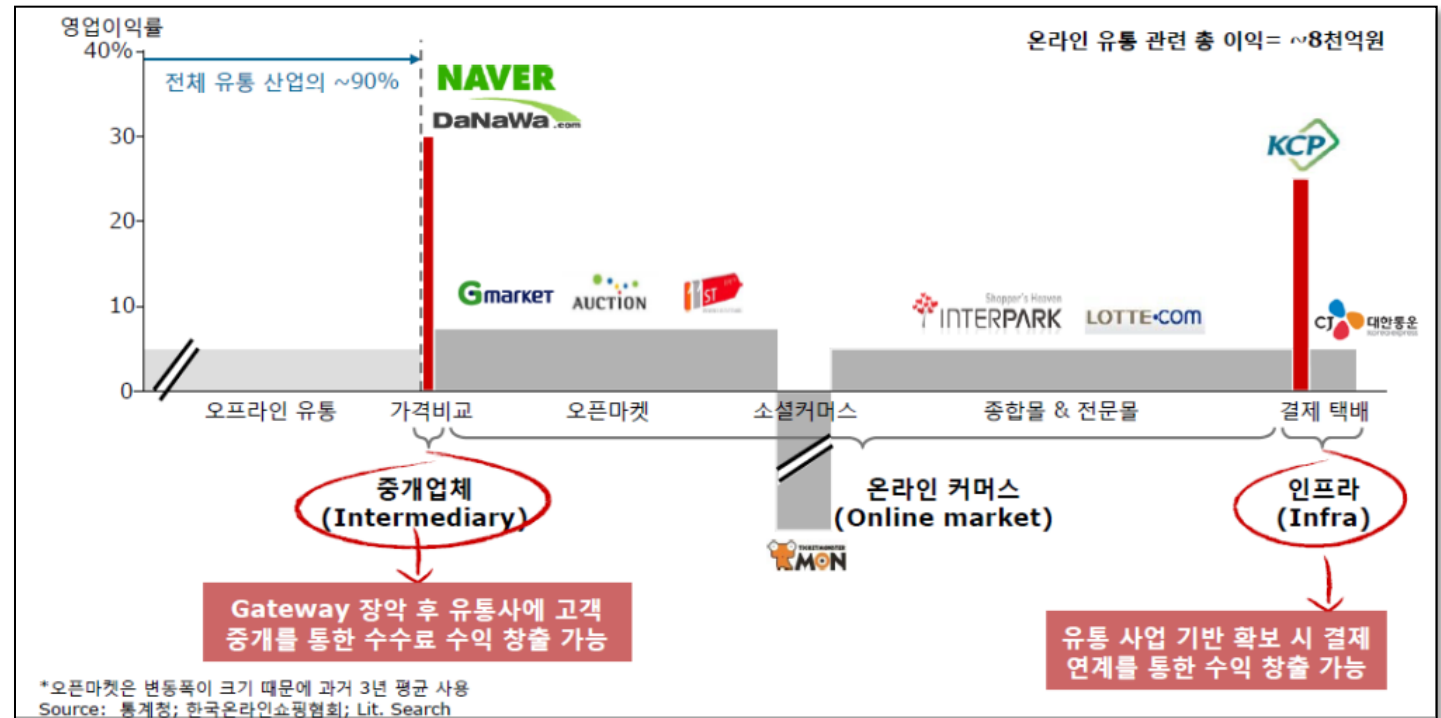 영업이익률
온라인 유통 관련 총 이익= ~8천억원
40%
전체 유통 산업의 ~90%
NAVER
DaNaWa.com
30
KCP
20
Gmarket
AUCTION
11ST
Shopper's Heaven
INTERPARK
LOTTE.COM
CJ 대한통운
10
0
오프라인 유통 가격비교 오픈마켓 소셜커머스 종합몰 & 전문몰 결제 택배
중개업체
(Intermediary)
온라인 커머스
(Online market)
인프라
(Infra)
TICKETMONSTER
TMON
Gateway 장악 후 유통사에 고객
중개를 통한 수수료 수익 창출 가능
유통 사업 기반 확보 시 결제
연계를 통한 수익 창출 가능
*오픈마켓은 변동폭이 크기 때문에 과거 3년 평균 사용
Source: 통계청; 한국온라인쇼핑협회; Lit. Search